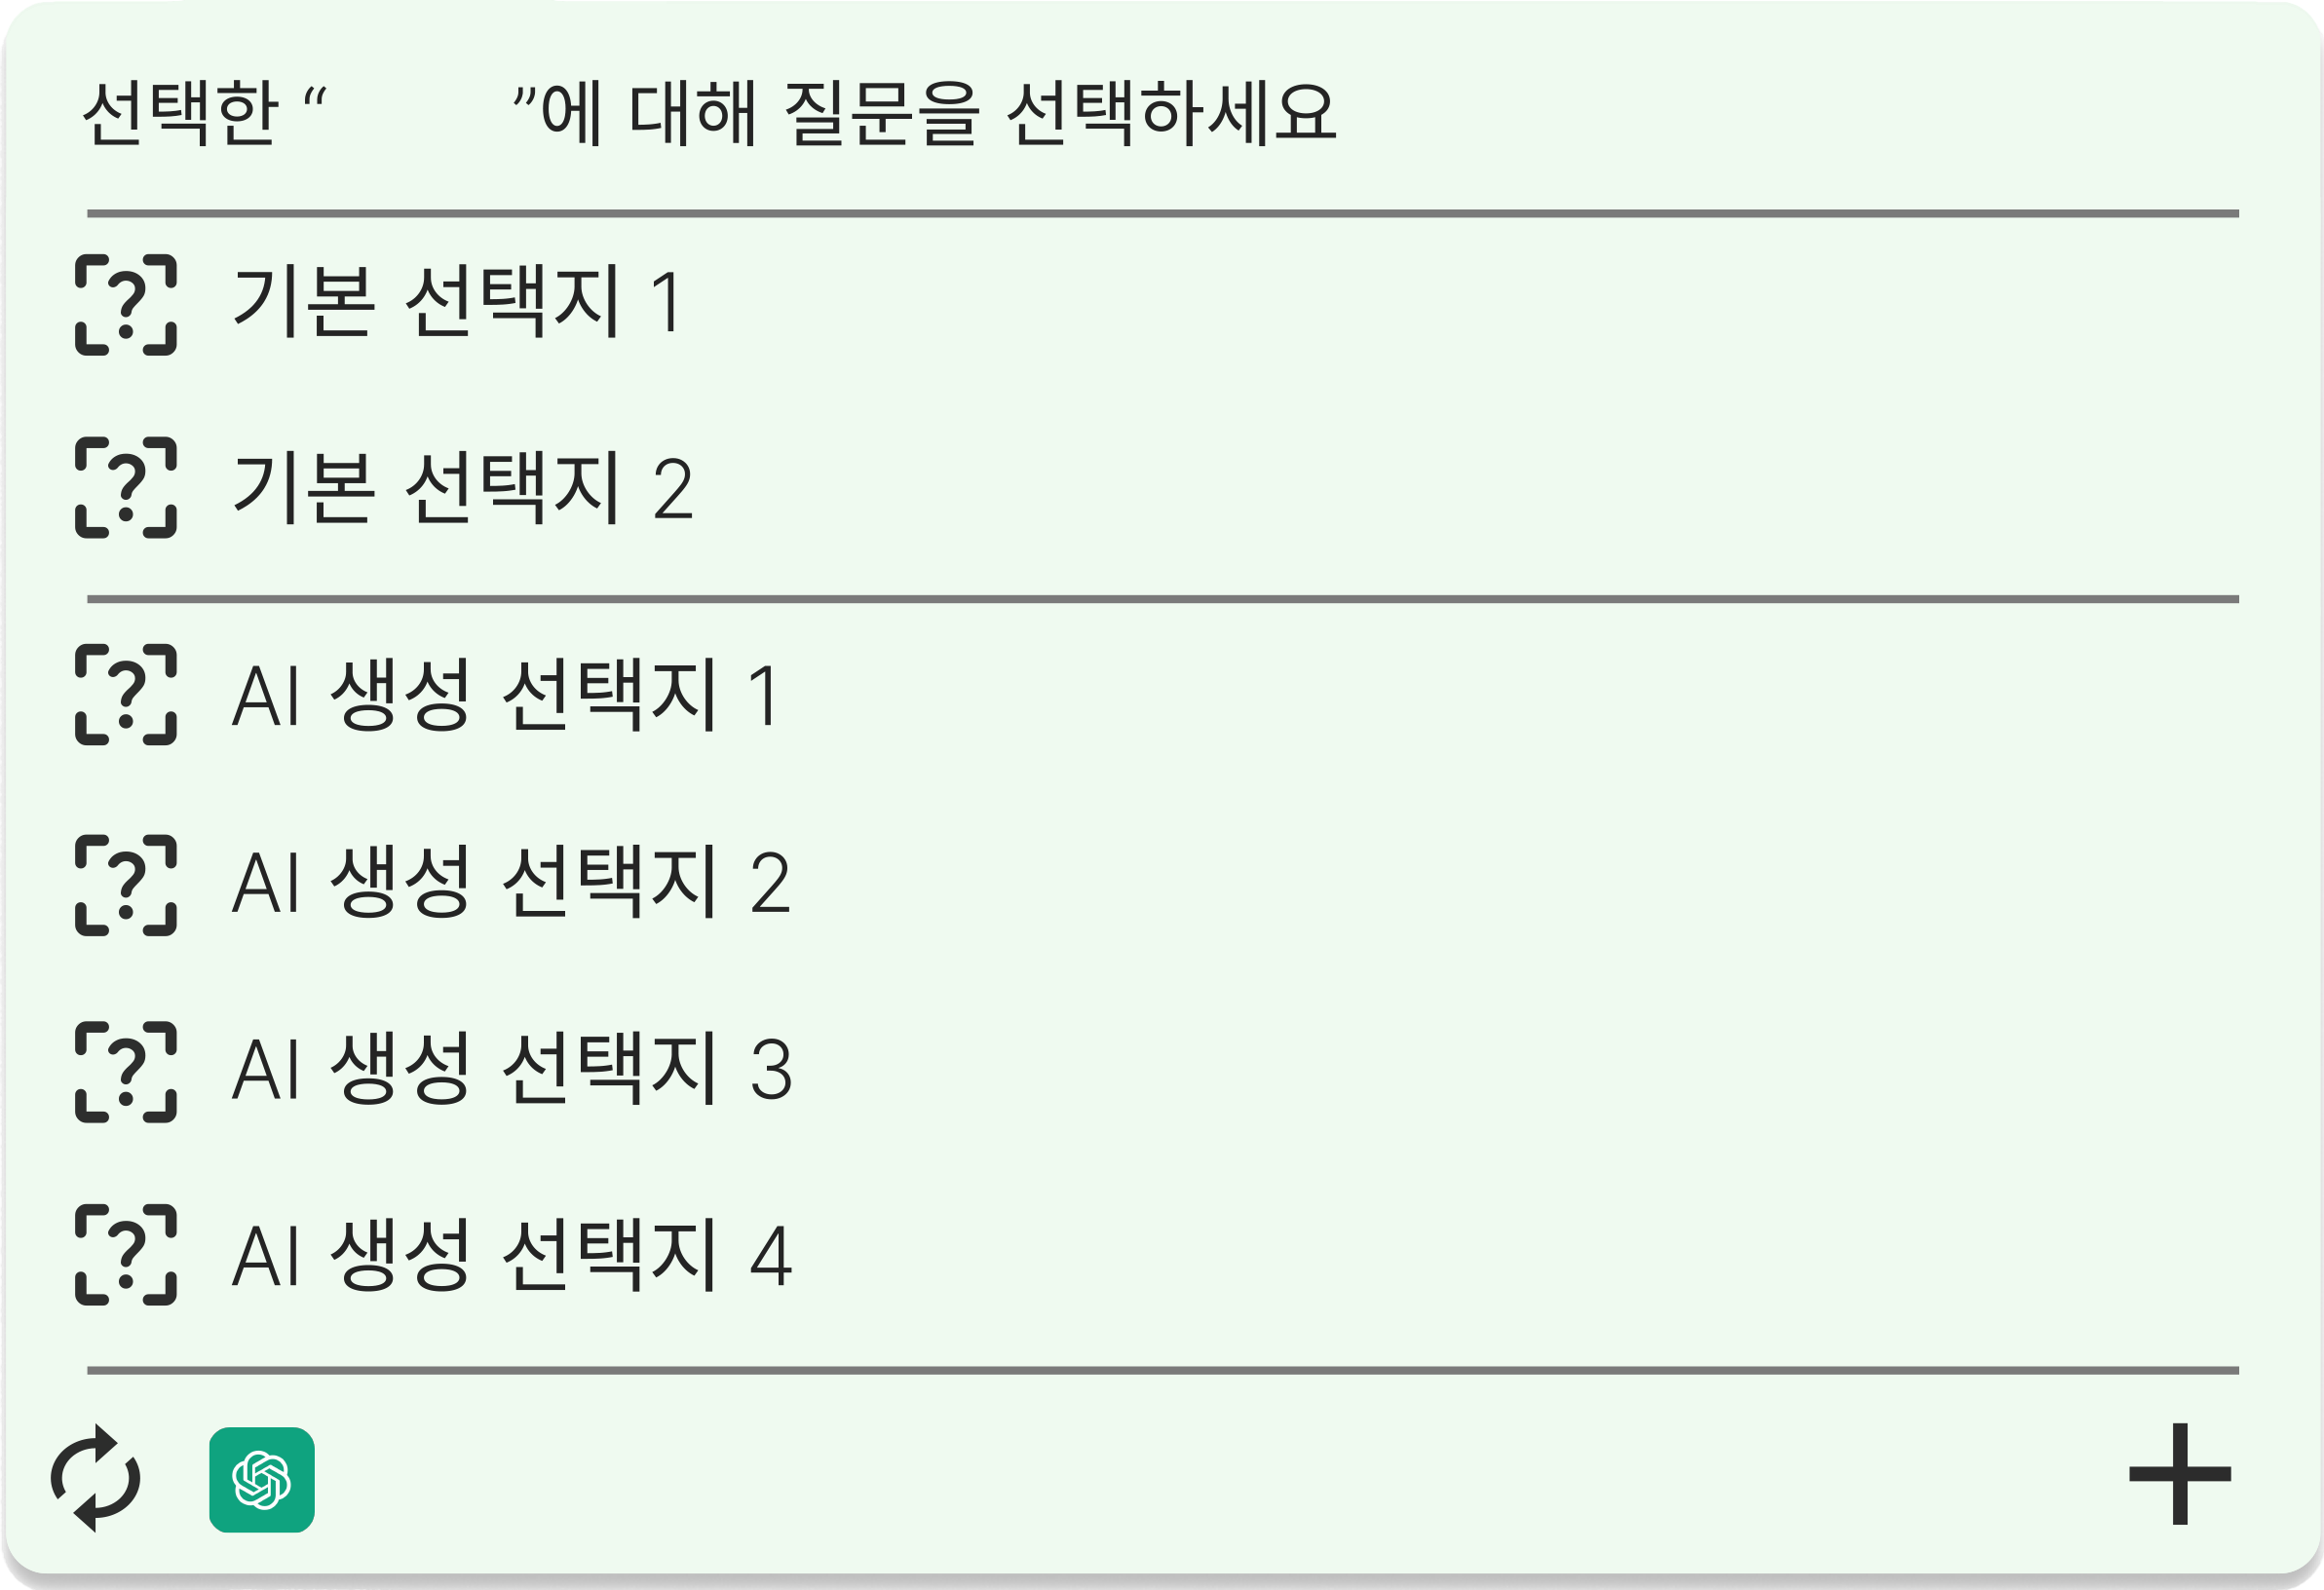 선택한 “ ”에 대해 질문을 선택하세요
기본 선택지 1
기본 선택지 2
AI 생성 선택지 1
AI 생성 선택지 2
AI 생성 선택지 3
AI 생성 선택지 4